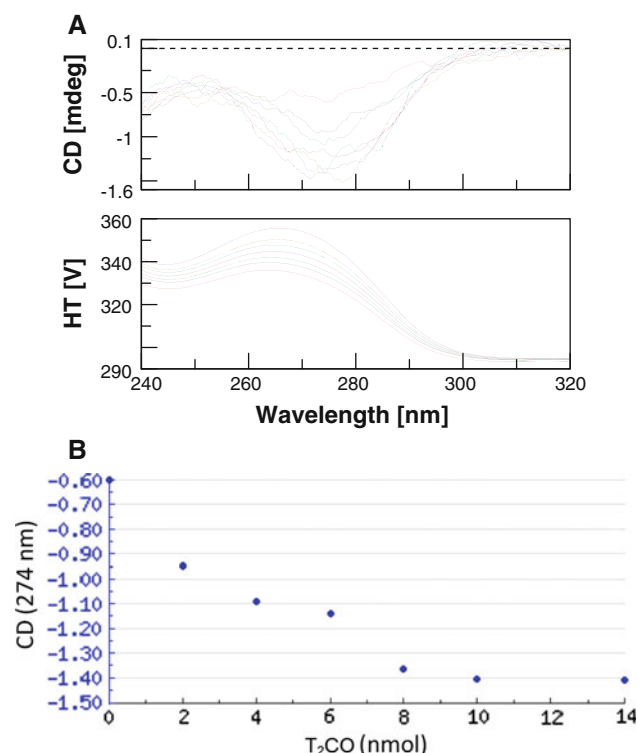 A
0.1
-0.5
-1
-1.6
CD [mdeg]
360
340
320
290
HT [V]
240 260 280 300 320
Wavelength [nm]
B
-0.60
-0.70
-0.80
-0.90
-1.00
-1.10
-1.20
-1.30
-1.40
-1.50
CD (274 nm)
0 2 4 6 8 10 12 14
T₂CO (nmol)